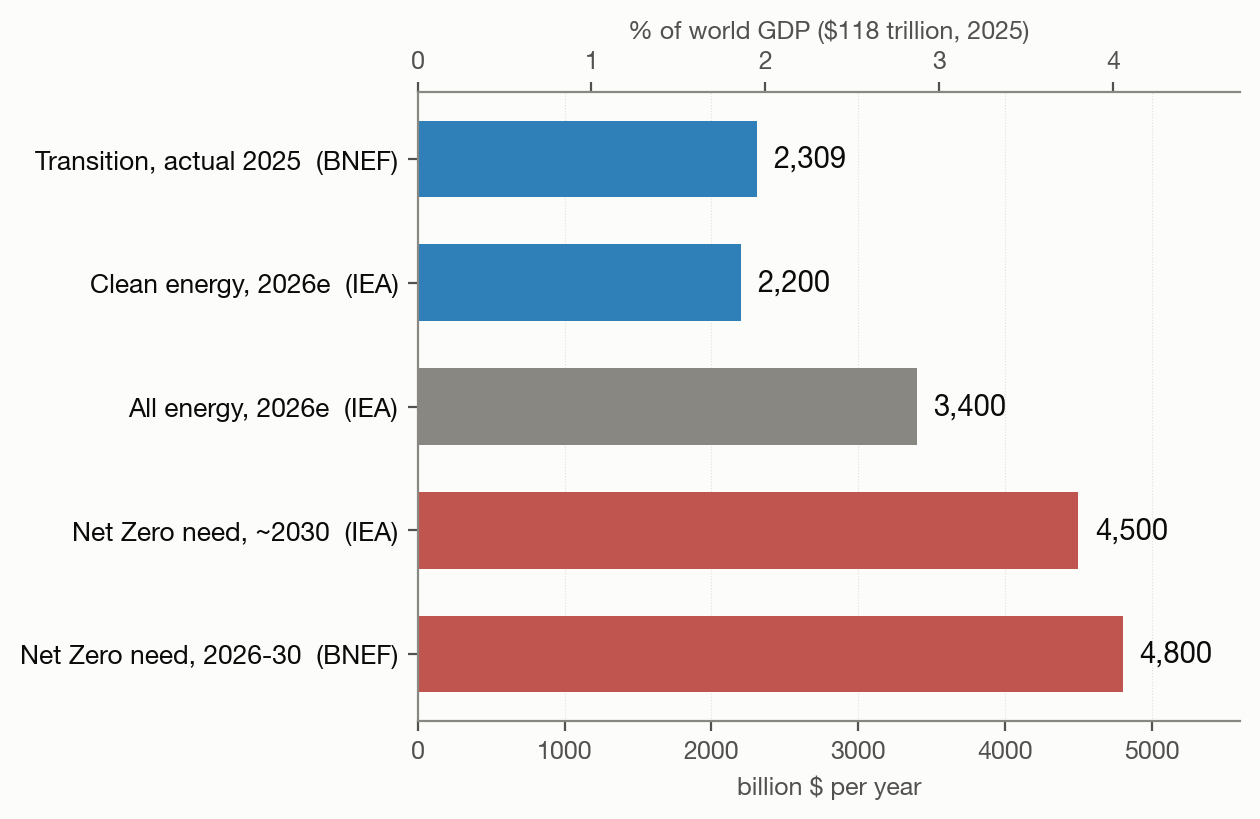 % of world GDP ($118 trillion, 2025)
0 1 2 3 4
Transition, actual 2025 (BNEF) 2,309
Clean energy, 2026e (IEA) 2,200
All energy, 2026e (IEA) 3,400
Net Zero need, ~2030 (IEA) 4,500
Net Zero need, 2026-30 (BNEF) 4,800
0 1000 2000 3000 4000 5000
billion $ per year